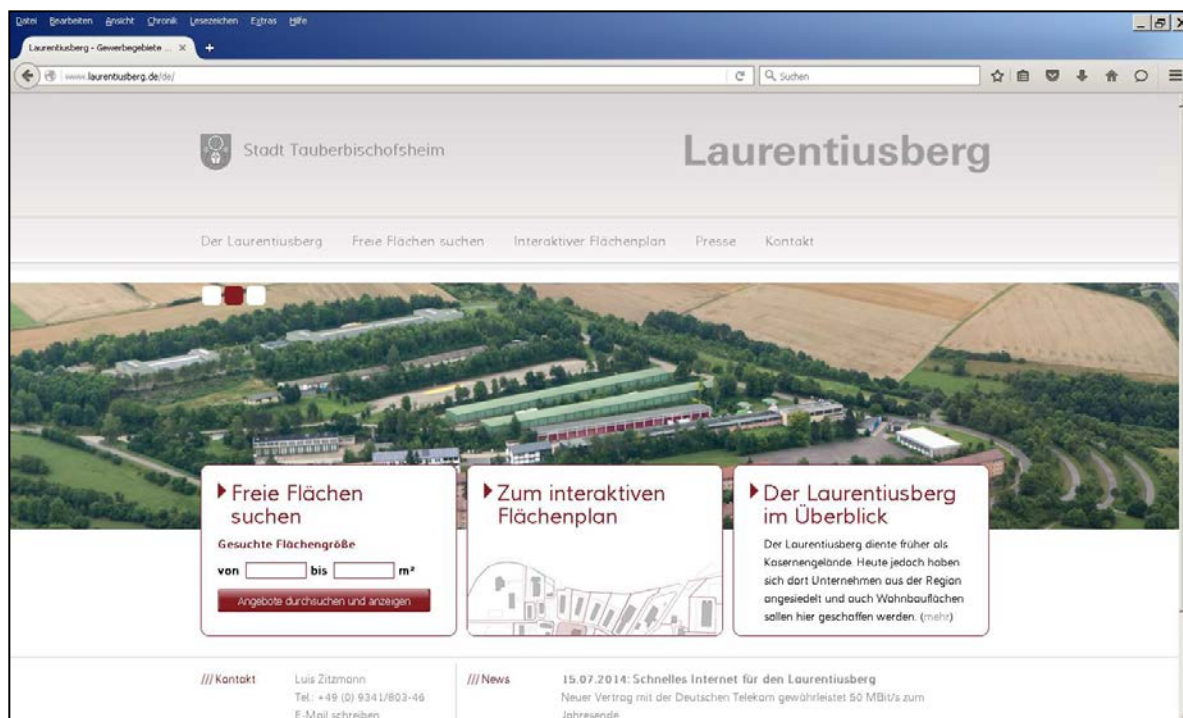 Datei Bearbeiten Ansicht Chronik Lesezeichen Extras Hilfe
Laurentiusberg - Gewerbegebiete ... × +
www.laurentiusberg.de/de/ Suchen
Stadt Tauberbischofsheim Laurentiusberg
Der Laurentiusberg Freie Flächen suchen Interaktiver Flächenplan Presse Kontakt
Freie Flächen
suchen
Gesuchte Flächengröße
von bis m²
Angebote durchsuchen und anzeigen
Zum interaktiven
Flächenplan
Der Laurentiusberg
im Überblick
Der Laurentiusberg diente früher als
Kasernengelände. Heute jedoch haben
sich dort Unternehmen aus der Region
angesiedelt und auch Wohnbauflächen
sollen hier geschaffen werden. (mehr)
/// Kontakt
Luis Zitzmann
Tel.: +49 (0) 9341/803-46
E-Mail schreiben
/// News
15.07.2014: Schnelles Internet für den Laurentiusberg
Neuer Vertrag mit der Deutschen Telekom gewährleistet 50 MBit/s zum
Jahresende